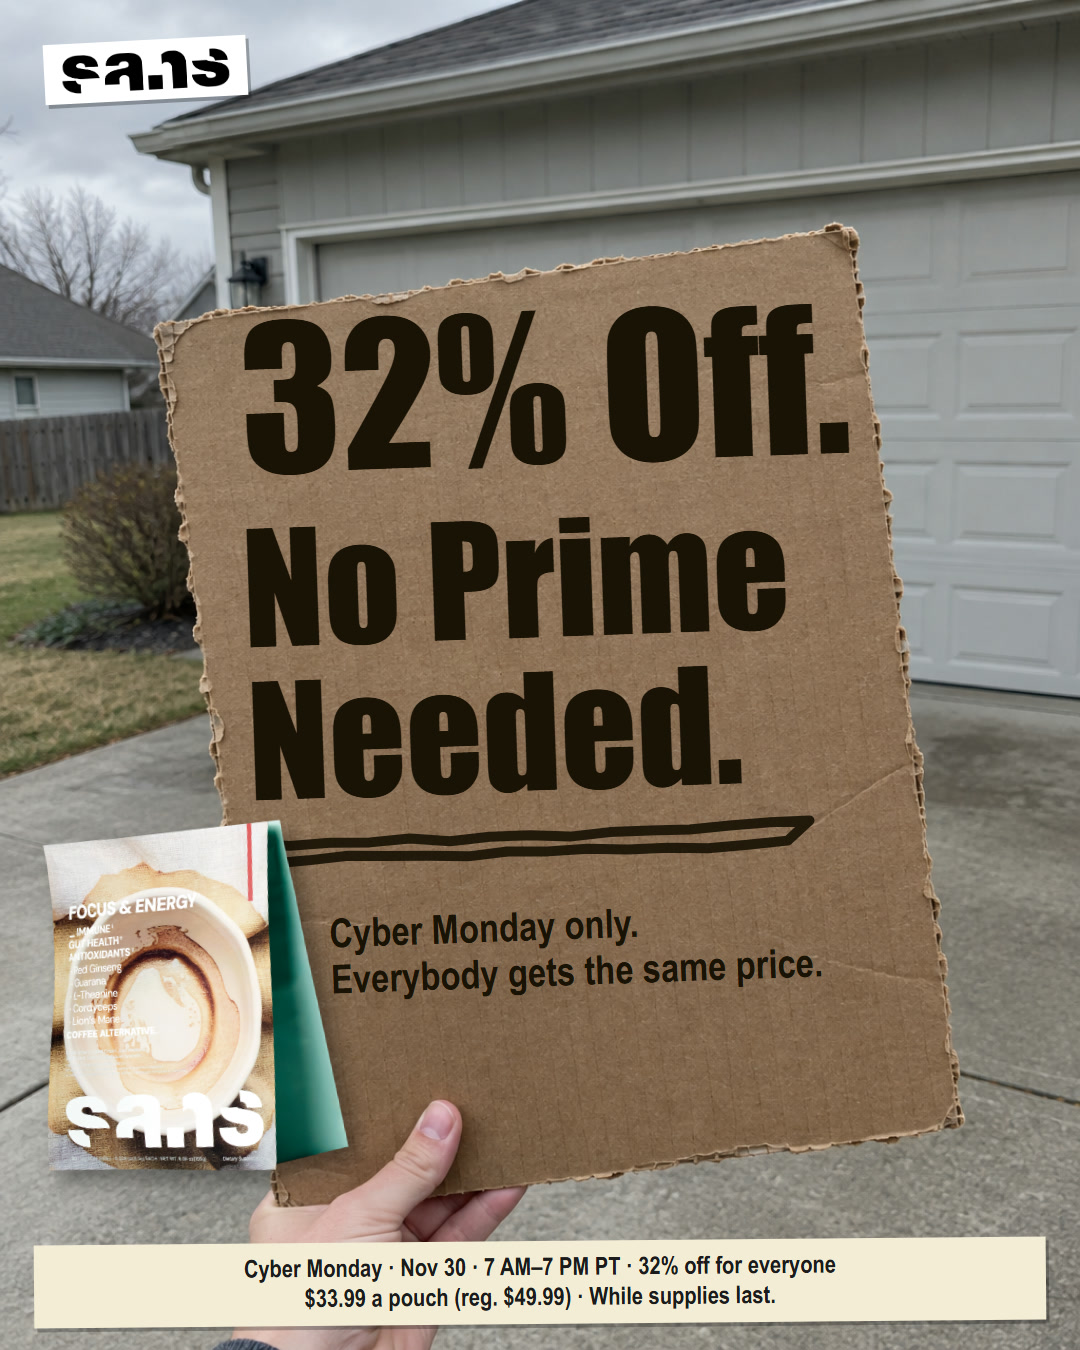 sans
32% Off.
No Prime
Needed.
FOCUS & ENERGY
IMMUNE
GUT HEALTH
ANTIOXIDANTS
Red Ginseng
Guarana
L-Theanine
Cordyceps
Lion's Mane
COFFEE ALTERNATIVE
sans
Cyber Monday only.
Everybody gets the same price.
Cyber Monday · Nov 30 · 7 AM–7 PM PT · 32% off for everyone
$33.99 a pouch (reg. $49.99) · While supplies last.